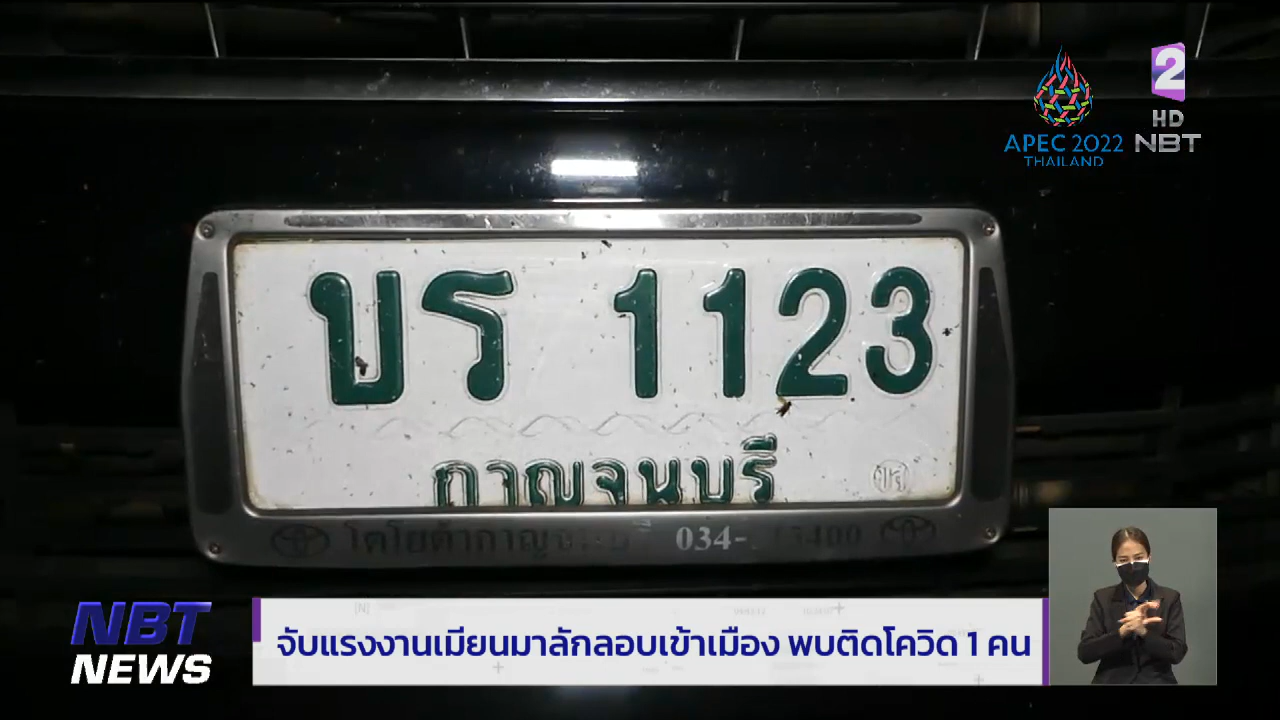 2
HD
APEC 2022 NBT
THAILAND
บร 1123
กาญจนบุรี
ขส
034-
NBT
NEWS
จับแรงงานเมียนมาลักลอบเข้าเมือง พบติดโควิด 1 คน